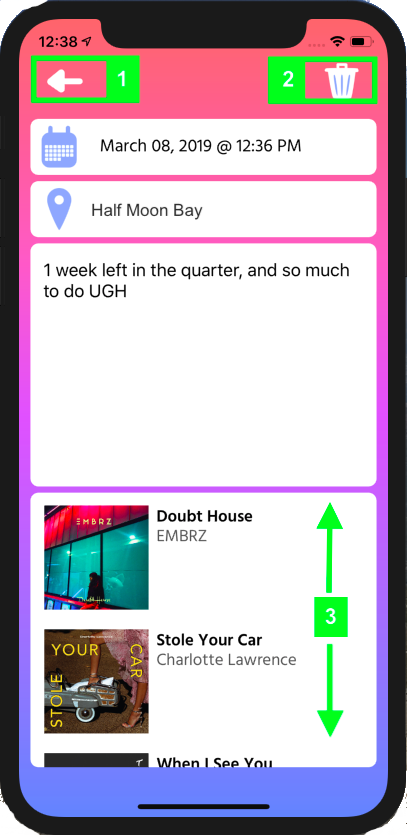 12:38
1
2
March 08, 2019 @ 12:36 PM
Half Moon Bay
1 week left in the quarter, and so much
to do UGH
EMBRZ
Doubt House
Doubt House
EMBRZ
3
YOUR
CAR
STOLE
Stole Your Car
Charlotte Lawrence
When I See You